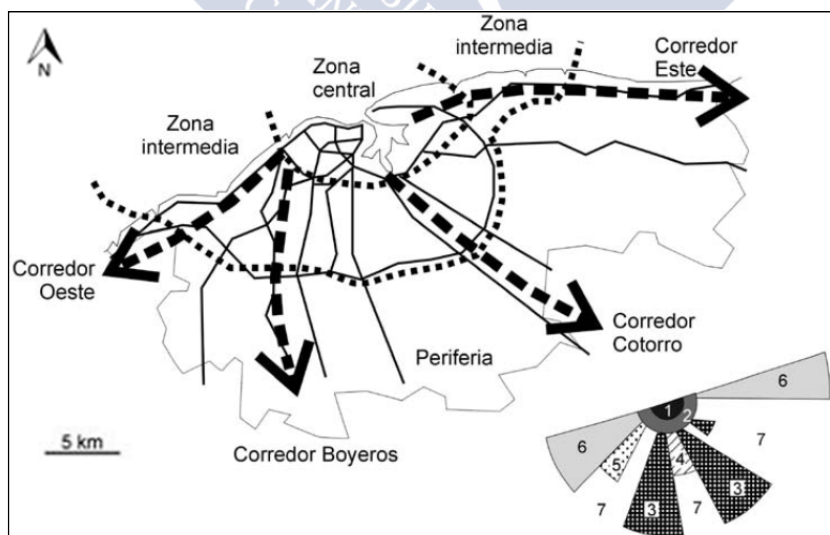 Zona
intermedia
Corredor
Este
Zona
central
Zona
intermedia
N
Corredor
Oeste
Corredor
Cotorro
Periferia
5 km
Corredor Boyeros
1
2
6
6
5
4
7
3
3
7
7